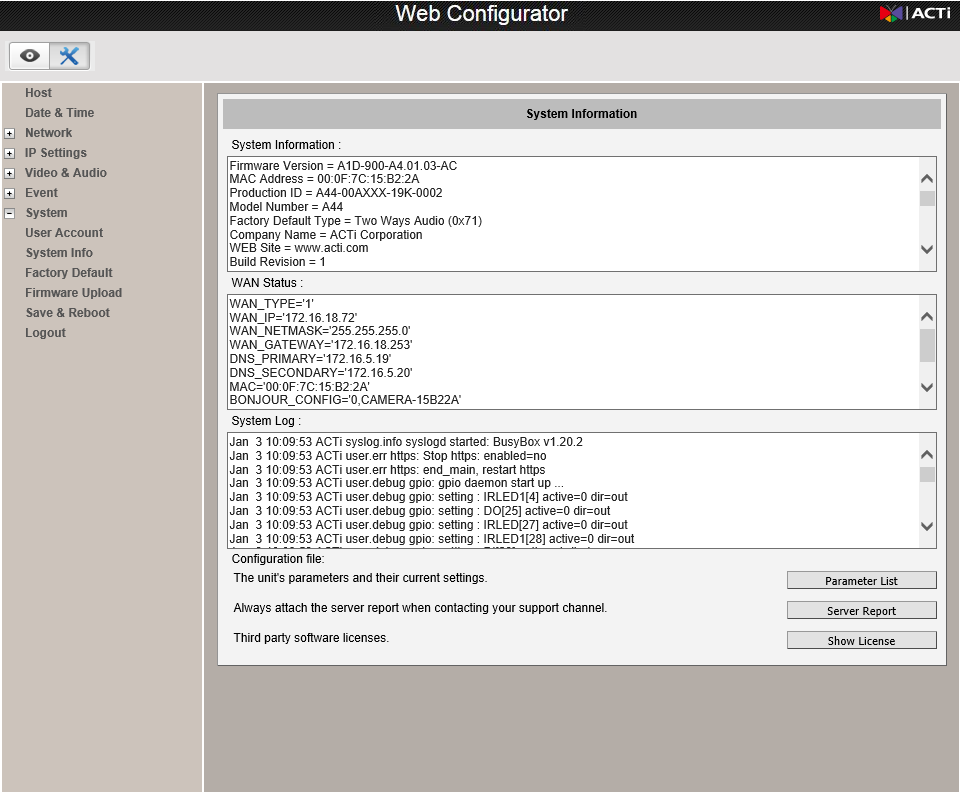 Web Configurator
ACTi
Host
Date & Time
Network
IP Settings
Video & Audio
Event
System
User Account
System Info
Factory Default
Firmware Upload
Save & Reboot
Logout
System Information
System Information :
Firmware Version = A1D-900-A4.01.03-AC
MAC Address = 00:0F:7C:15:B2:2A
Production ID = A44-00AXXX-19K-0002
Model Number = A44
Factory Default Type = Two Ways Audio (0x71)
Company Name = ACTi Corporation
WEB Site = www.acti.com
Build Revision = 1
WAN Status :
WAN_TYPE='1'
WAN_IP='172.16.18.72'
WAN_NETMASK='255.255.255.0'
WAN_GATEWAY='172.16.18.253'
DNS_PRIMARY='172.16.5.19'
DNS_SECONDARY='172.16.5.20'
MAC='00:0F:7C:15:B2:2A'
BONJOUR_CONFIG='0,CAMERA-15B22A'
System Log :
Jan  3 10:09:53 ACTi syslog.info syslogd started: BusyBox v1.20.2
Jan  3 10:09:53 ACTi user.err https: Stop https: enabled=no
Jan  3 10:09:53 ACTi user.err https: end_main, restart https
Jan  3 10:09:53 ACTi user.debug gpio: gpio daemon start up ...
Jan  3 10:09:53 ACTi user.debug gpio: setting : IRLED1[4] active=0 dir=out
Jan  3 10:09:53 ACTi user.debug gpio: setting : DO[25] active=0 dir=out
Jan  3 10:09:53 ACTi user.debug gpio: setting : IRLED[27] active=0 dir=out
Jan  3 10:09:53 ACTi user.debug gpio: setting : IRLED1[28] active=0 dir=out
Configuration file:
The unit's parameters and their current settings.
Parameter List
Always attach the server report when contacting your support channel.
Server Report
Third party software licenses.
Show License